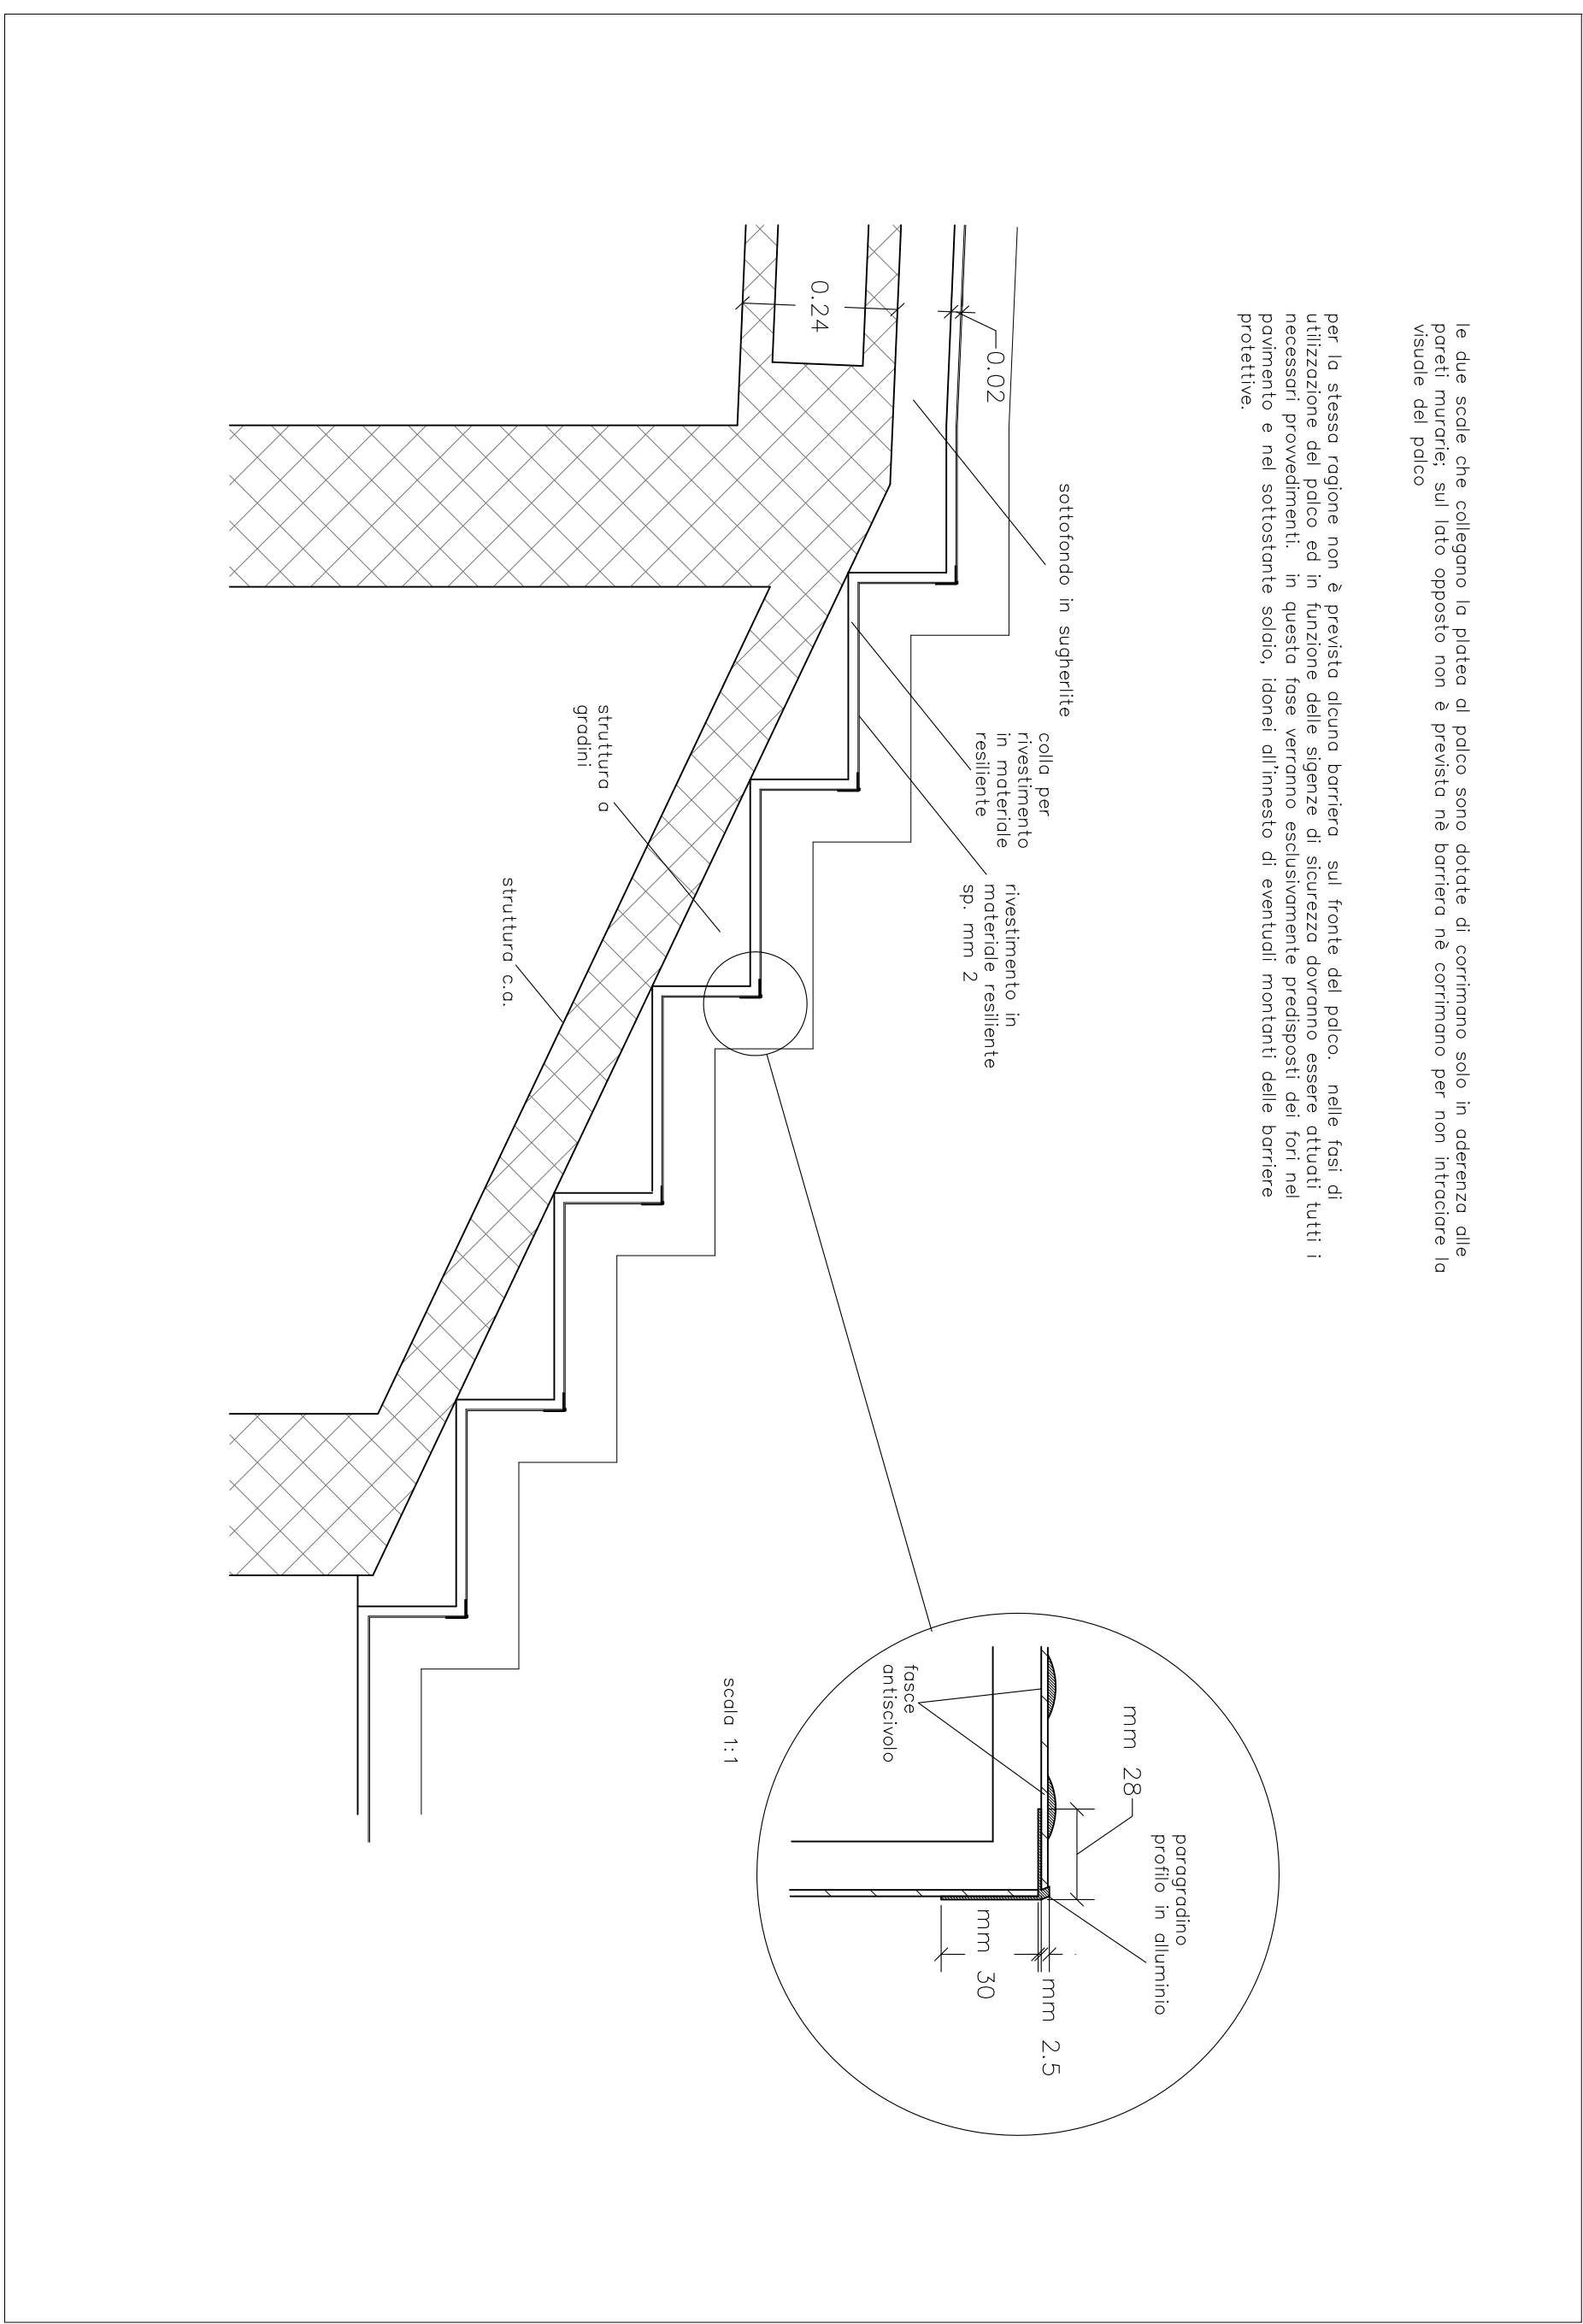 le due scale che collegano la platea al palco sono dotate di corrimano solo in aderenza alle
pareti murarie; sul lato opposto non è prevista nè barriera nè corrimano per non intraciare la
visuale del palco
per la stessa ragione non è prevista alcuna barriera sul fronte del palco. nelle fasi di
utilizzazione del palco ed in funzione delle sigenze di sicurezza dovranno essere attuati tutti i
necessari provvedimenti. in questa fase verranno esclusivamente predisposti dei fori nel
pavimento e nel sottostante solaio, idonei all'innesto di eventuali montanti delle barriere
protettive.
0.02
0.24
sottofondo in sugherlite
colla per
rivestimento
in materiale
resiliente
rivestimento in
materiale resiliente
sp. mm 2
struttura a
gradini
struttura c.a.
mm 28
paragradino
profilo in alluminio
fasce
antiscivolo
mm 30
mm 2.5
scala 1:1